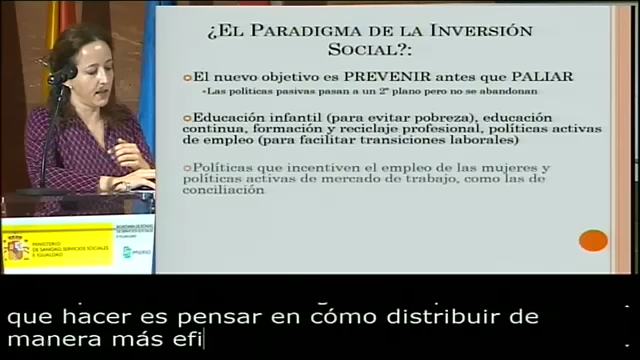 ¿El Paradigma de la Inversión
Social?:
El nuevo objetivo es PREVENIR antes que PALIAR
Las políticas pasivas pasan a un 2º plano pero no se abandonan
Educación infantil (para evitar pobreza), educación
continua, formación y reciclaje profesional, políticas activas
de empleo (para facilitar transiciones laborales)
Políticas que incentiven el empleo de las mujeres y
políticas activas de mercado de trabajo, como las de
conciliación
MINISTERIO
DE SANIDAD, SERVICIOS SOCIALES
E IGUALDAD
que hacer es pensar en cómo distribuir de
manera más efi